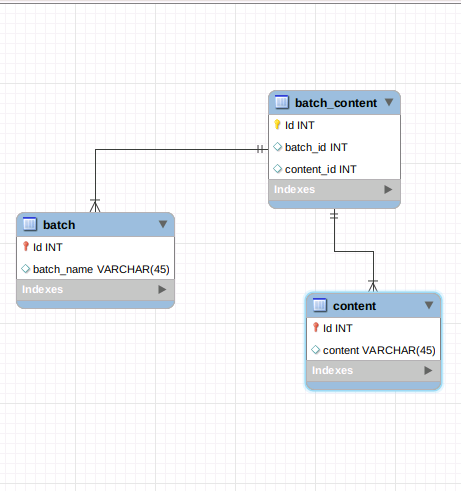 batch_content
Id INT
batch_id INT
content_id INT
Indexes
batch
Id INT
batch_name VARCHAR(45)
Indexes
content
Id INT
content VARCHAR(45)
Indexes